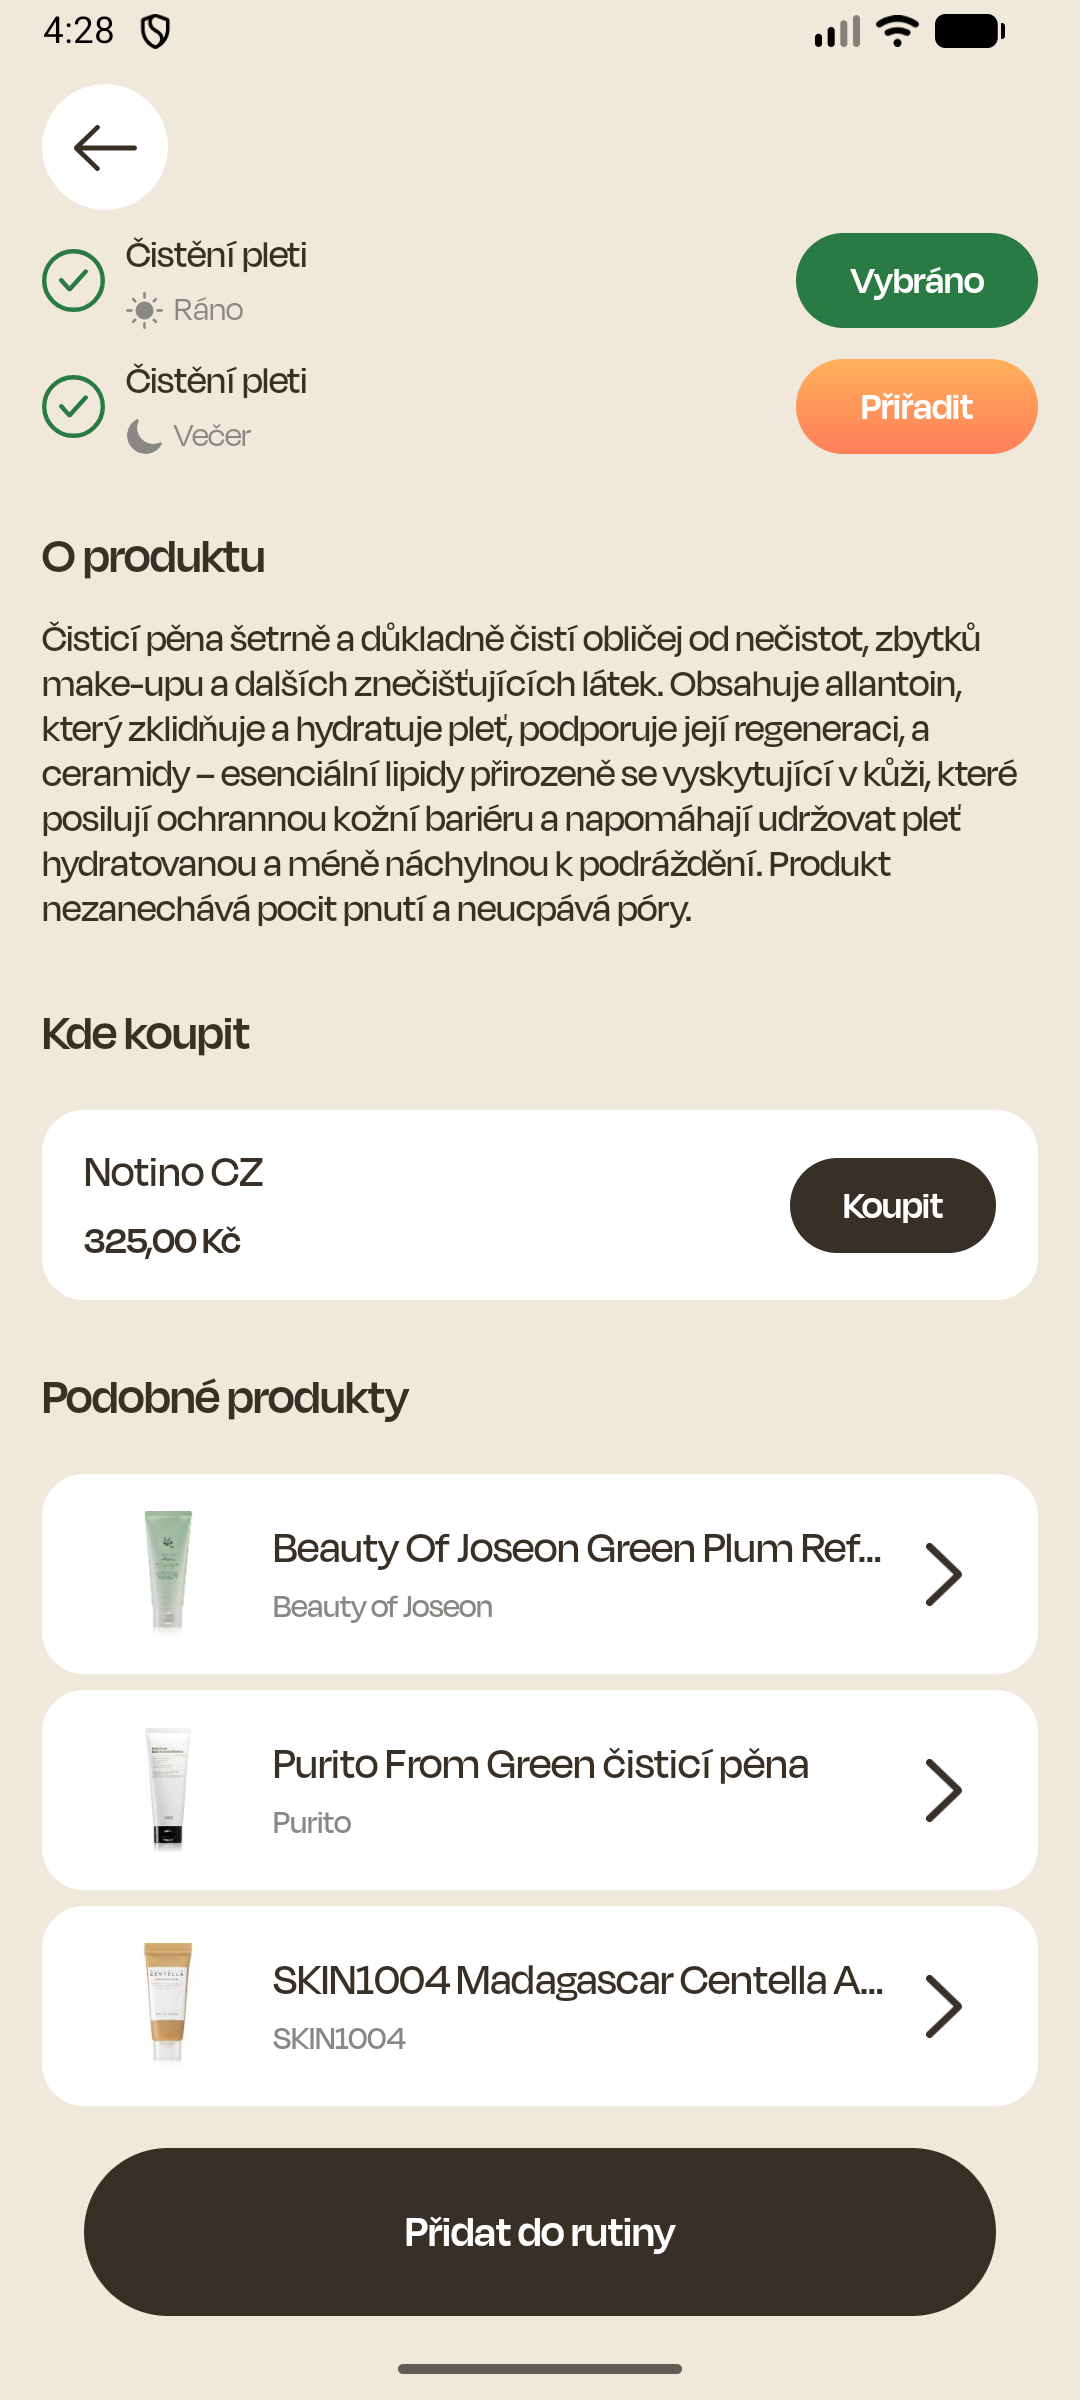 4:28
Čistění pleti
Ráno
Vybráno
Čistění pleti
Večer
Přiřadit
O produktu
Čisticí pěna šetrně a důkladně čistí obličej od nečistot, zbytků
make-upu a dalších znečišťujících látek. Obsahuje allantoin,
který zklidňuje a hydratuje pleť, podporuje její regeneraci, a
ceramidy – esenciální lipidy přirozeně se vyskytující v kůži, které
posilují ochrannou kožní bariéru a napomáhají udržovat pleť
hydratovanou a méně náchylnou k podráždění. Produkt
nezanechává pocit pnutí a neucpává póry.
Kde koupit
Notino CZ
325,00 Kč
Koupit
Podobné produkty
Beauty Of Joseon Green Plum Ref...
Beauty of Joseon
Purito From Green čisticí pěna
Purito
CENTELLA
SKIN1004 Madagascar Centella A...
SKIN1004
Přidat do rutiny